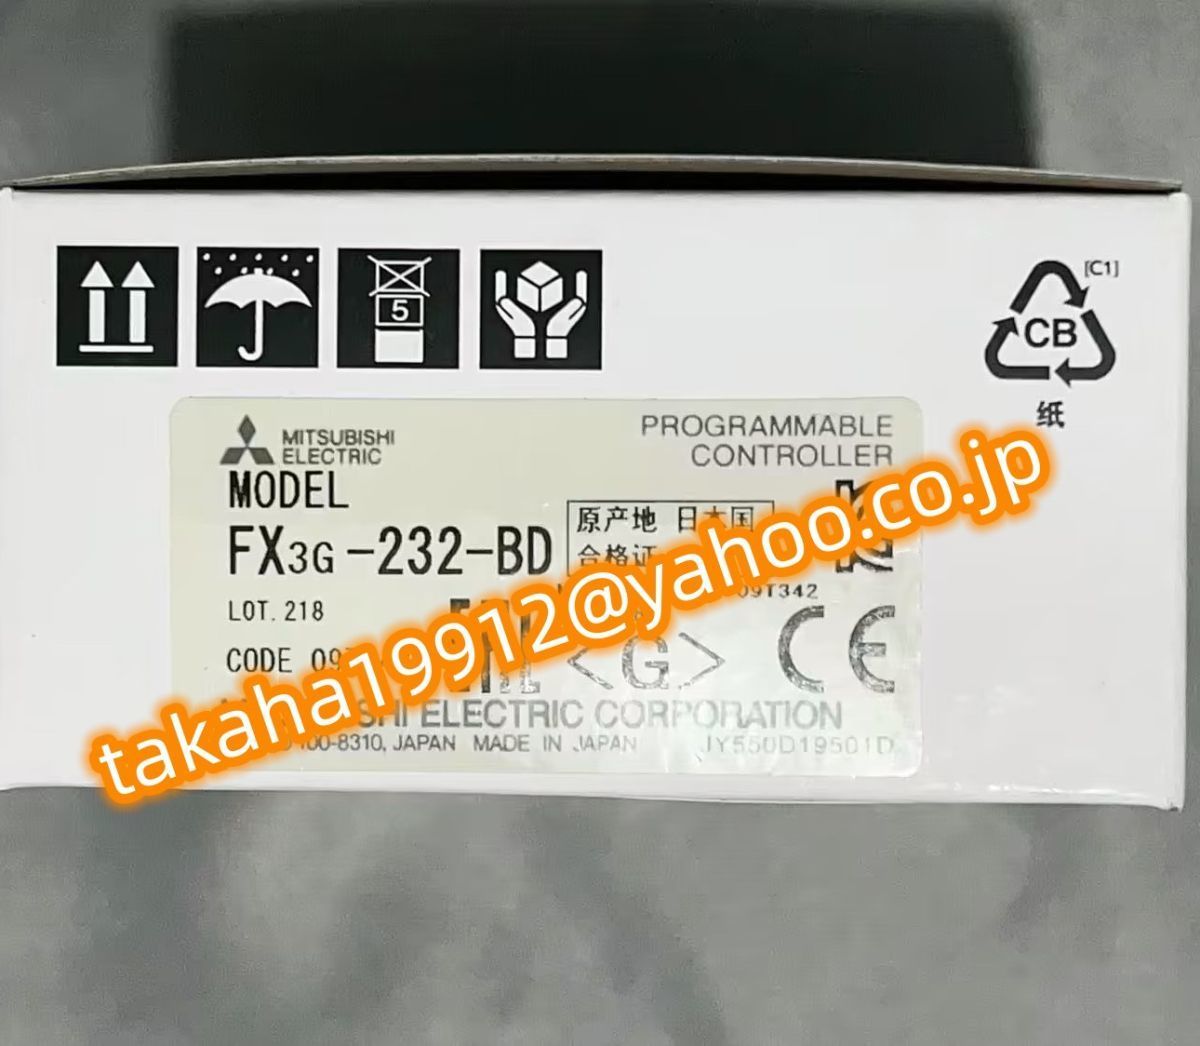 [C1]
5
CB
纸
MITSUBISHI
ELECTRIC
PROGRAMMABLE
CONTROLLER
MODEL
FX3G-232-BD
原产地 日本国
合格证
LOT.218
09T342
CODE
takaha19912@yahoo.co.jp
<G>
CE
ELECTRIC CORPORATION
100-8310, JAPAN MADE IN JAPAN
JY550D19501D